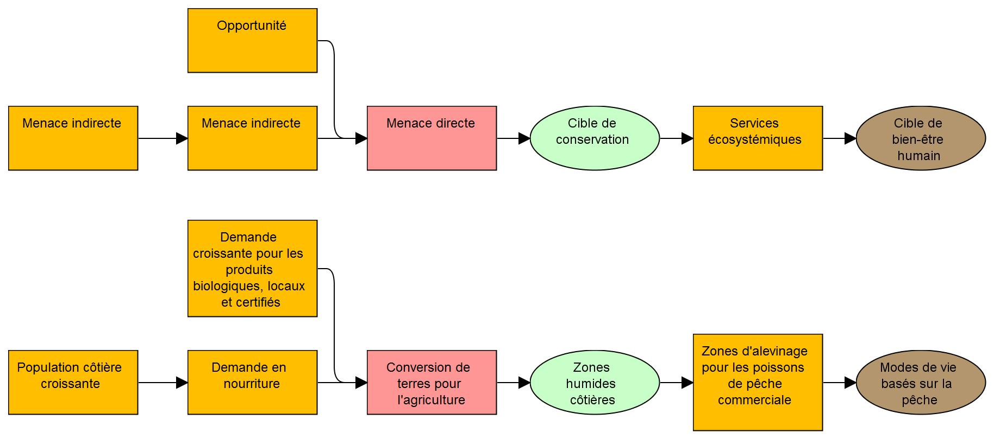 Opportunité
Menace indirecte
Menace indirecte
Menace directe
Cible de
conservation
Services
écosystémiques
Cible de
bien-être
humain
Demande
croissante pour les
produits
biologiques, locaux
et certifiés
Population côtière
croissante
Demande en
nourriture
Conversion de
terres pour
l'agriculture
Zones
humides
côtières
Zones d'alevinage
pour les poissons
de pêche
commerciale
Modes de vie
basés sur la
pêche